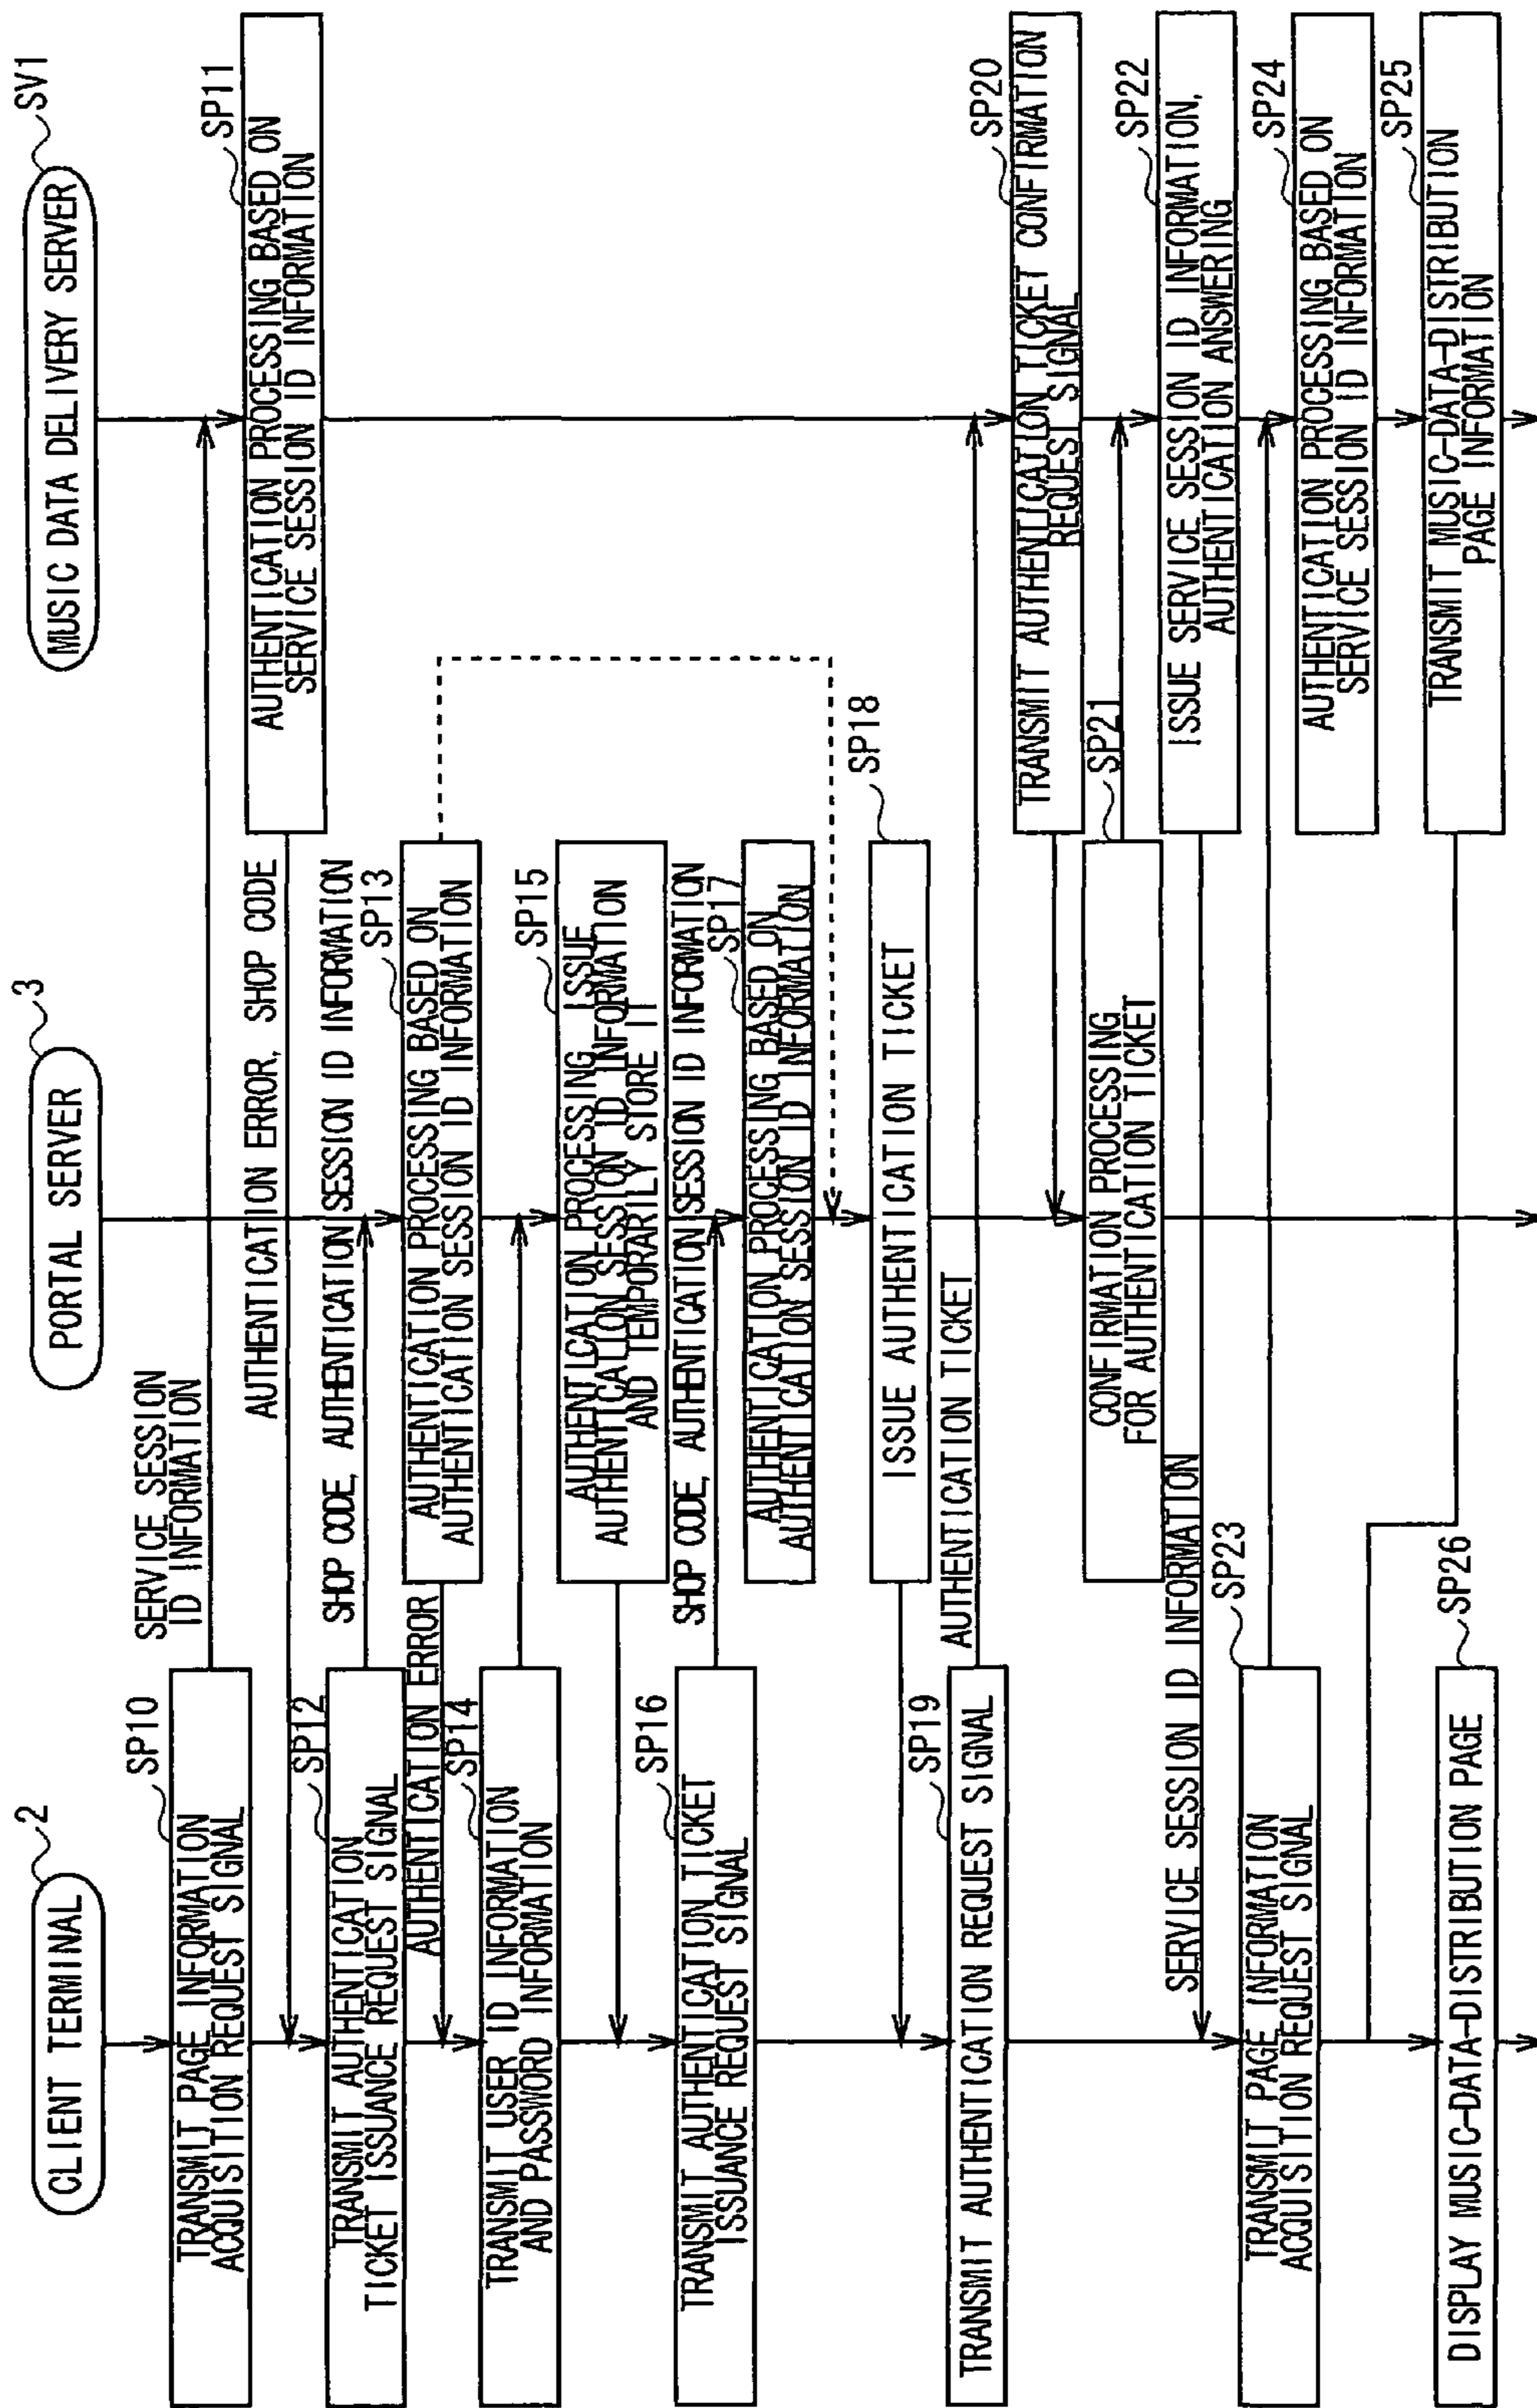 CLIENT TERMINAL
2
PORTAL SERVER
3
MUSIC DATA DELIVERY SERVER
SV1
SP10
TRANSMIT PAGE INFORMATION
ACQUISITION REQUEST SIGNAL
SERVICE SESSION
ID INFORMATION
SP11
AUTHENTICATION PROCESSING BASED ON
SERVICE SESSION ID INFORMATION
AUTHENTICATION ERROR, SHOP CODE
SP12
TRANSMIT AUTHENTICATION
TICKET ISSUANCE REQUEST SIGNAL
SHOP CODE, AUTHENTICATION SESSION ID INFORMATION
SP13
AUTHENTICATION PROCESSING BASED ON
AUTHENTICATION SESSION ID INFORMATION
AUTHENTICATION ERROR
SP14
TRANSMIT USER ID INFORMATION
AND PASSWORD INFORMATION
SP15
AUTHENTICATION PROCESSING ISSUE
AUTHENTICATION SESSION ID INFORMATION
AND TEMPORARILY STORE IT
SP16
TRANSMIT AUTHENTICATION TICKET
ISSUANCE REQUEST SIGNAL
SHOP CODE, AUTHENTICATION SESSION ID INFORMATION
SP17
AUTHENTICATION PROCESSING BASED ON
AUTHENTICATION SESSION ID INFORMATION
SP18
ISSUE AUTHENTICATION TICKET
SP19
TRANSMIT AUTHENTICATION REQUEST SIGNAL
AUTHENTICATION TICKET
SP20
TRANSMIT AUTHENTICATION TICKET CONFIRMATION
REQUEST SIGNAL
SP21
CONFIRMATION PROCESSING
FOR AUTHENTICATION TICKET
SP22
ISSUE SERVICE SESSION ID INFORMATION,
AUTHENTICATION ANSWERING
SERVICE SESSION ID INFORMATION
SP23
TRANSMIT PAGE INFORMATION
ACQUISITION REQUEST SIGNAL
SP24
AUTHENTICATION PROCESSING BASED ON
SERVICE SESSION ID INFORMATION
SP25
TRANSMIT MUSIC-DATA-DISTRIBUTION
PAGE INFORMATION
SP26
DISPLAY MUSIC-DATA-DISTRIBUTION PAGE